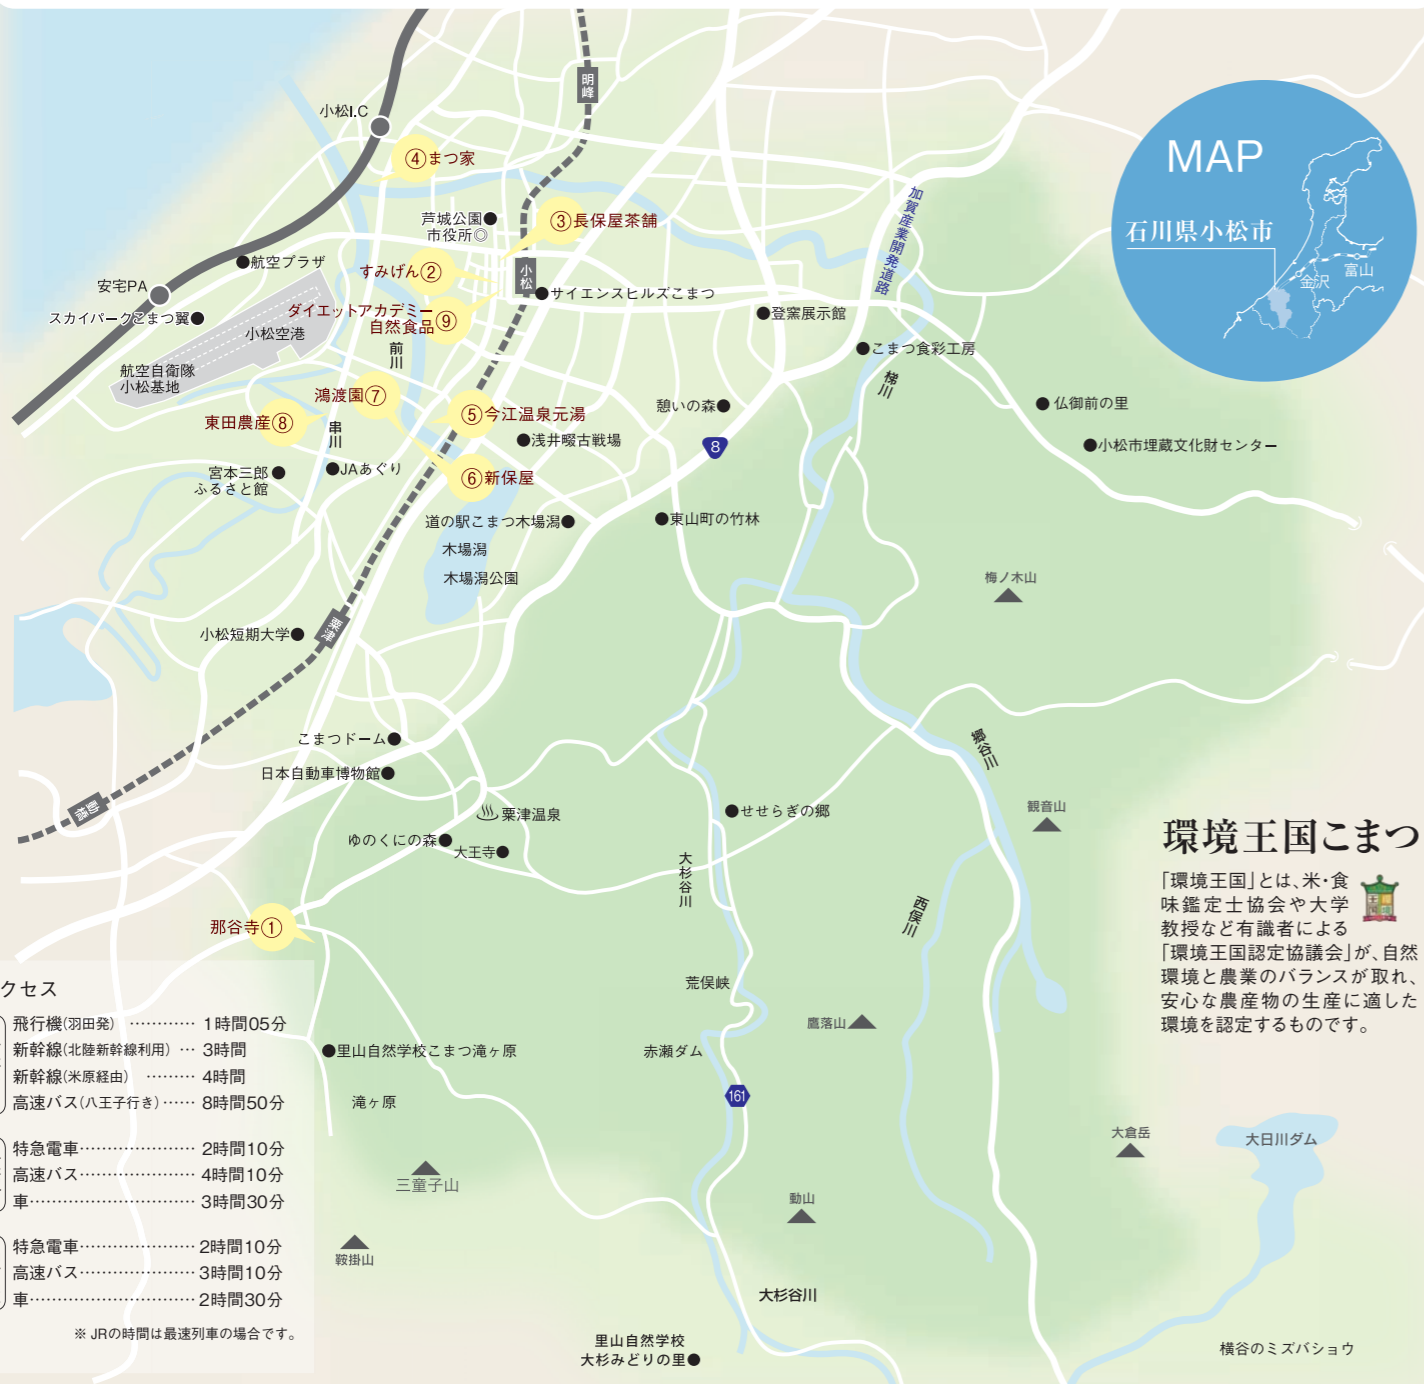 明峰
小松I.C
④まつ家
MAP
石川県小松市
富山
金沢
加賀産業開発道路
芦城公園●
市役所◎
③長保屋茶舗
●航空プラザ
すみげん②
小松
安宅PA
●サイエンスヒルズこまつ
スカイパークこまつ翼●
ダイエットアカデミー
自然食品⑨
小松空港
●登窯展示館
前川
●こまつ食彩工房
航空自衛隊
小松基地
梯川
鴻渡園⑦
憩いの森●
●仏御前の里
東田農産⑧
⑤今江温泉元湯
串川
●浅井畷古戦場
8
●小松市埋蔵文化財センター
宮本三郎●
ふるさと館
●JAあぐり
⑥新保屋
道の駅こまつ木場潟●
●東山町の竹林
木場潟
木場潟公園
梅ノ木山
小松短期大学●
粟津
こまつドーム●
郷谷川
日本自動車博物館●
動橋
粟津温泉
●せせらぎの郷
観音山
ゆのくにの森●
大王寺●
大杉谷川
環境王国こまつ
「環境王国」とは、米・食
味鑑定士協会や大学
教授など有識者による
「環境王国認定協議会」が、自然
環境と農業のバランスが取れ、
安心な農産物の生産に適した
環境を認定するものです。
西俣川
那谷寺①
荒俣峡
鷹落山
赤瀬ダム
●里山自然学校こまつ滝ヶ原
滝ヶ原
161
大倉岳
大日川ダム
三童子山
動山
鞍掛山
大杉谷川
里山自然学校
大杉みどりの里●
横谷のミズバショウ
クセス
飛行機(羽田発) ………… 1時間05分
新幹線(北陸新幹線利用) … 3時間
新幹線(米原経由) ……… 4時間
高速バス(八王子行き)…… 8時間50分
特急電車………………… 2時間10分
高速バス………………… 4時間10分
車………………………… 3時間30分
特急電車………………… 2時間10分
高速バス………………… 3時間10分
車………………………… 2時間30分
※ JRの時間は最速列車の場合です。